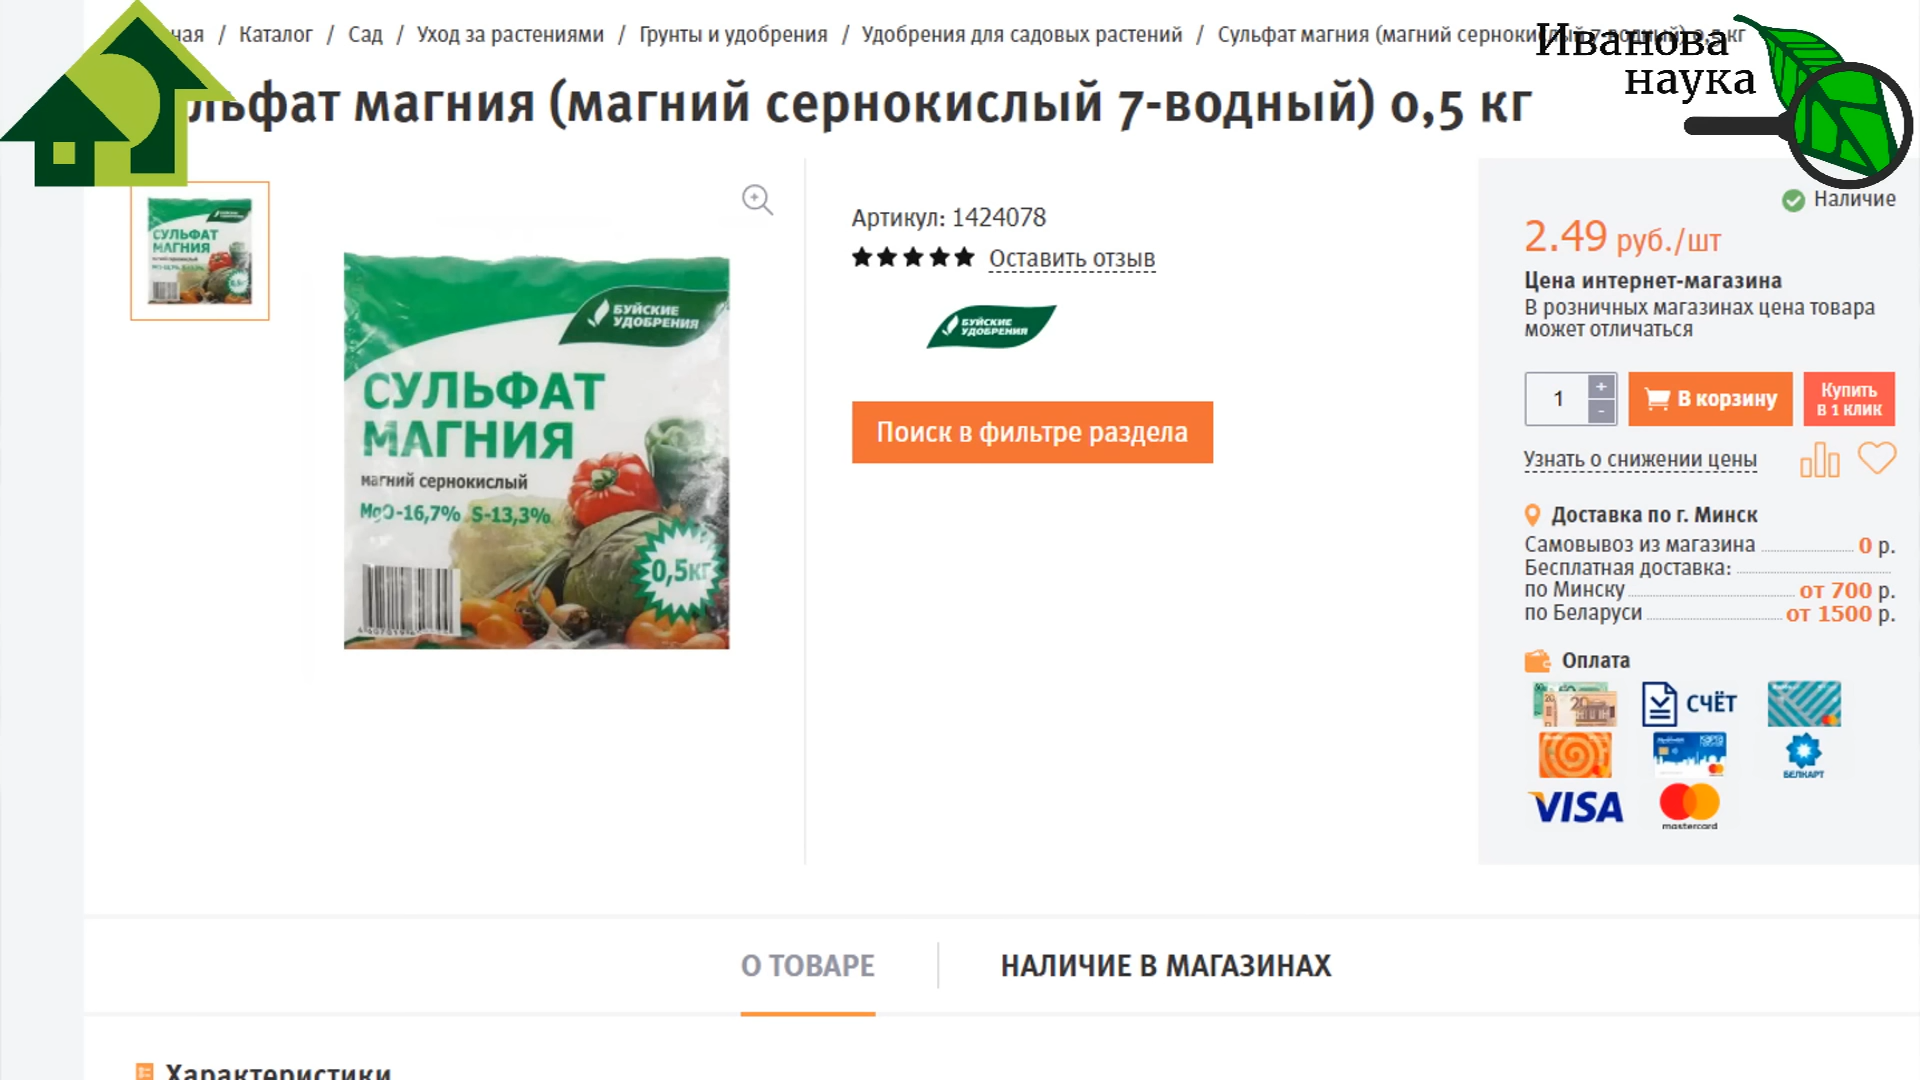 ная / Каталог / Сад / Уход за растениями / Грунты и удобрения / Удобрения для садовых растений / Сульфат магния (магний сернокислый 7-водный) 0,5 кг
Иванова
наука
льфат магния (магний сернокислый 7-водный) 0,5 кг
БУЙСКИЕ
УДОБРЕНИЯ
СУЛЬФАТ
МАГНИЯ
магний сернокислый
MgO-16,7% S-13,3%
0,5кг
СУЛЬФАТ
МАГНИЯ
Артикул: 1424078
Оставить отзыв
БУЙСКИЕ
УДОБРЕНИЯ
Поиск в фильтре раздела
Наличие
2.49 руб./шт
Цена интернет-магазина
В розничных магазинах цена товара
может отличаться
1 + -
В корзину
Купить
в 1 клик
Узнать о снижении цены
Доставка по г. Минск
Самовывоз из магазина 0 р.
Бесплатная доставка:
по Минску от 700 р.
по Беларуси от 1500 р.
Оплата
СЧЁТ
БЕЛКАРТ
VISA
mastercard
О ТОВАРЕ
НАЛИЧИЕ В МАГАЗИНАХ
Характеристики